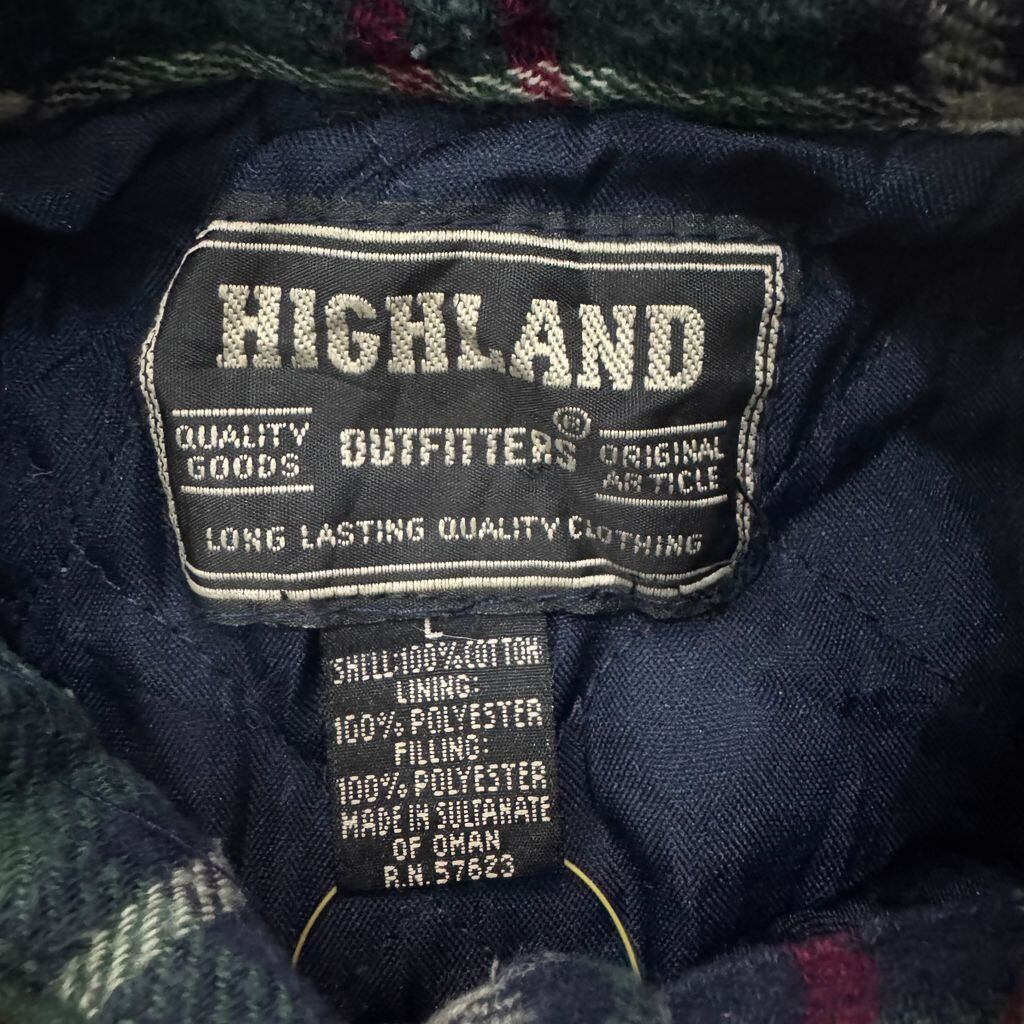 HIGHLAND
QUALITY GOODS
OUTFITTERS®
ORIGINAL ARTICLE
LONG LASTING QUALITY CLOTHING
L
SHELL:100% COTTON
LINING:
100% POLYESTER
FILLING:
100% POLYESTER
MADE IN SULTANATE
OF OMAN
R.N. 57623